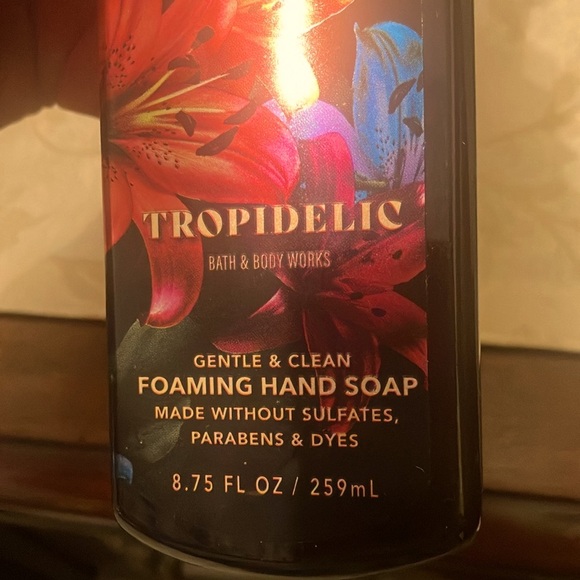 TROPIDELIC
BATH & BODY WORKS
GENTLE & CLEAN
FOAMING HAND SOAP
MADE WITHOUT SULFATES,
PARABENS & DYES
8.75 FL OZ / 259mL